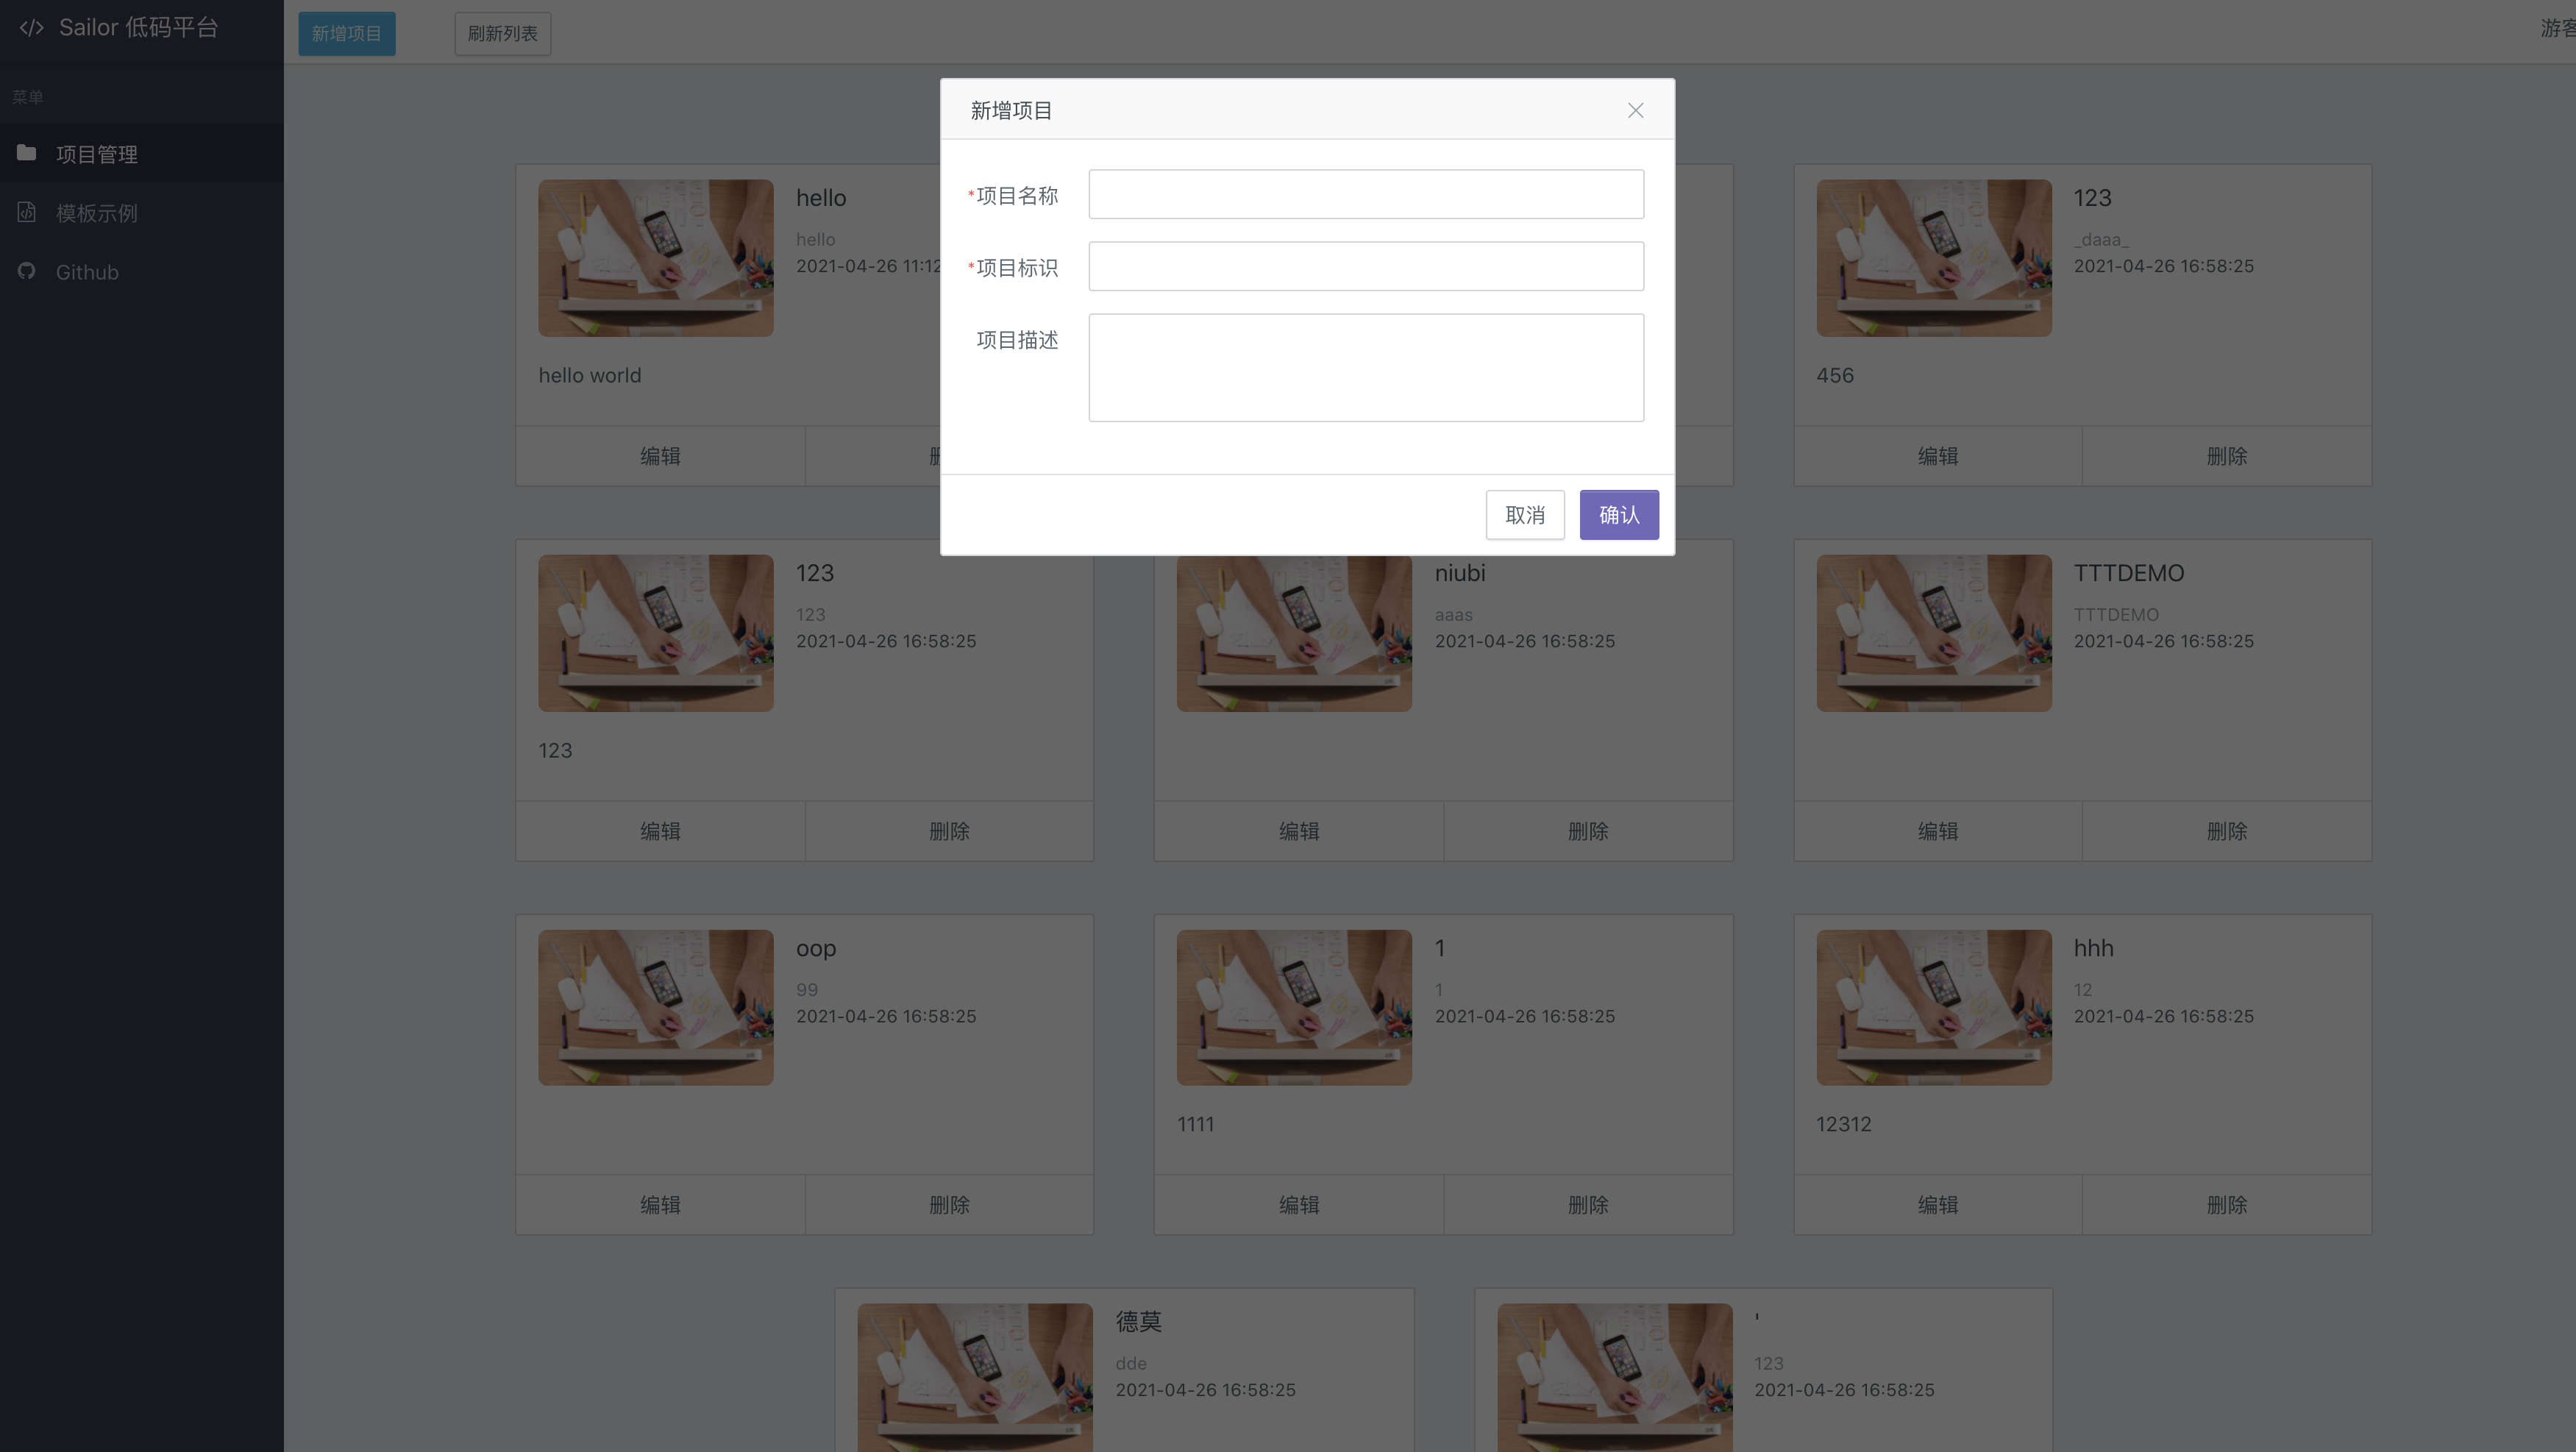 Sailor 低码平台
新增项目
刷新列表
游客
菜单
项目管理
模板示例
Github
新增项目
*项目名称
*项目标识
项目描述
取消
确认
hello
hello
2021-04-26 11:12
hello world
编辑
123
_daaa_
2021-04-26 16:58:25
456
编辑
删除
123
123
2021-04-26 16:58:25
123
编辑
删除
niubi
aaas
2021-04-26 16:58:25
编辑
删除
TTTDEMO
TTTDEMO
2021-04-26 16:58:25
编辑
删除
oop
99
2021-04-26 16:58:25
编辑
删除
1
1
2021-04-26 16:58:25
1111
编辑
删除
hhh
12
2021-04-26 16:58:25
12312
编辑
删除
德莫
dde
2021-04-26 16:58:25
'
123
2021-04-26 16:58:25